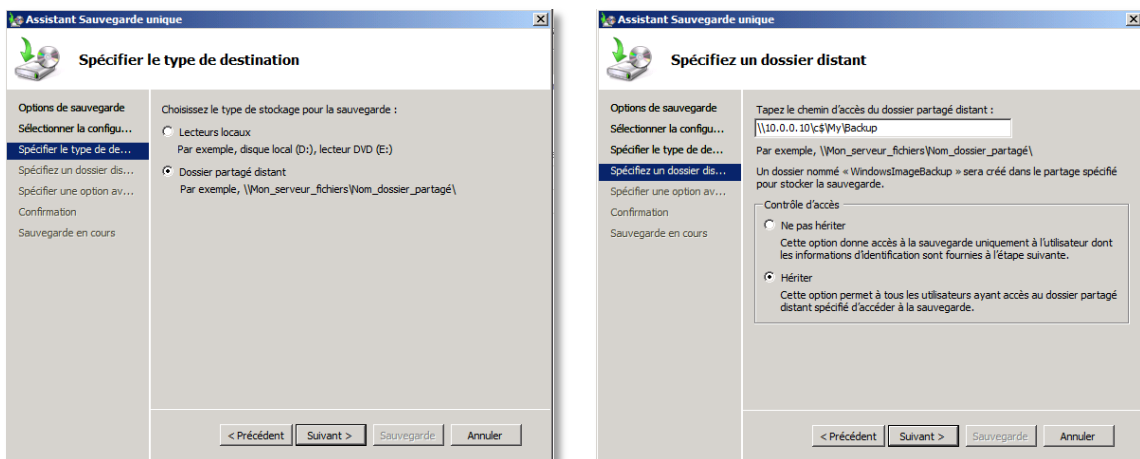 Assistant Sauvegarde unique
Spécifier le type de destination
Options de sauvegarde
Sélectionner la configu...
Spécifier le type de de...
Spécifiez un dossier dis...
Spécifier une option av...
Confirmation
Sauvegarde en cours
Choisissez le type de stockage pour la sauvegarde :
Lecteurs locaux
Par exemple, disque local (D:), lecteur DVD (E:)
Dossier partagé distant
Par exemple, \\Mon_serveur_fichiers\Nom_dossier_partagé\
< Précédent
Suivant >
Sauvegarde
Annuler
Assistant Sauvegarde unique
Spécifiez un dossier distant
Options de sauvegarde
Sélectionner la configu...
Spécifier le type de de...
Spécifiez un dossier dis...
Spécifier une option av...
Confirmation
Sauvegarde en cours
Tapez le chemin d'accès du dossier partagé distant :
\\10.0.0.10\c$\My\Backup
Par exemple, \\Mon_serveur_fichiers\Nom_dossier_partagé\
Un dossier nommé « WindowsImageBackup » sera créé dans le partage spécifié
pour stocker la sauvegarde.
Contrôle d'accès
Ne pas hériter
Cette option donne accès à la sauvegarde uniquement à l'utilisateur dont
les informations d'identification sont fournies à l'étape suivante.
Hériter
Cette option permet à tous les utilisateurs ayant accès au dossier partagé
distant spécifié d'accéder à la sauvegarde.
< Précédent
Suivant >
Sauvegarde
Annuler